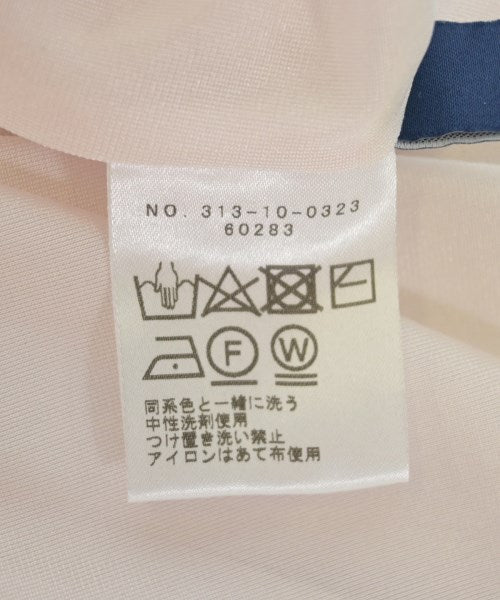 NO. 313-10-0323
60283
F W
同系色と一緒に洗う
中性洗剤使用
つけ置き洗い禁止
アイロンはあて布使用